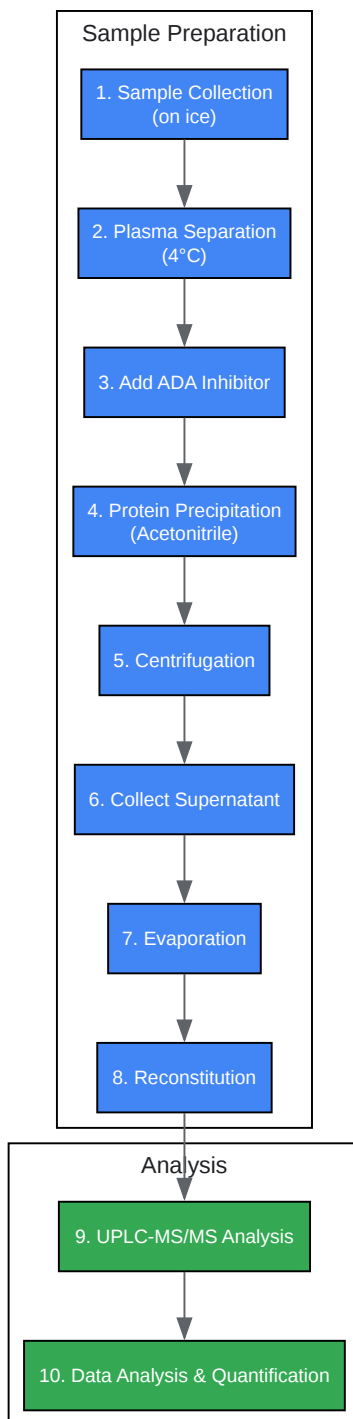 Sample Preparation
1. Sample Collection
(on ice)
2. Plasma Separation
(4°C)
3. Add ADA Inhibitor
4. Protein Precipitation
(Acetonitrile)
5. Centrifugation
6. Collect Supernatant
7. Evaporation
8. Reconstitution
Analysis
9. UPLC-MS/MS Analysis
10. Data Analysis & Quantification